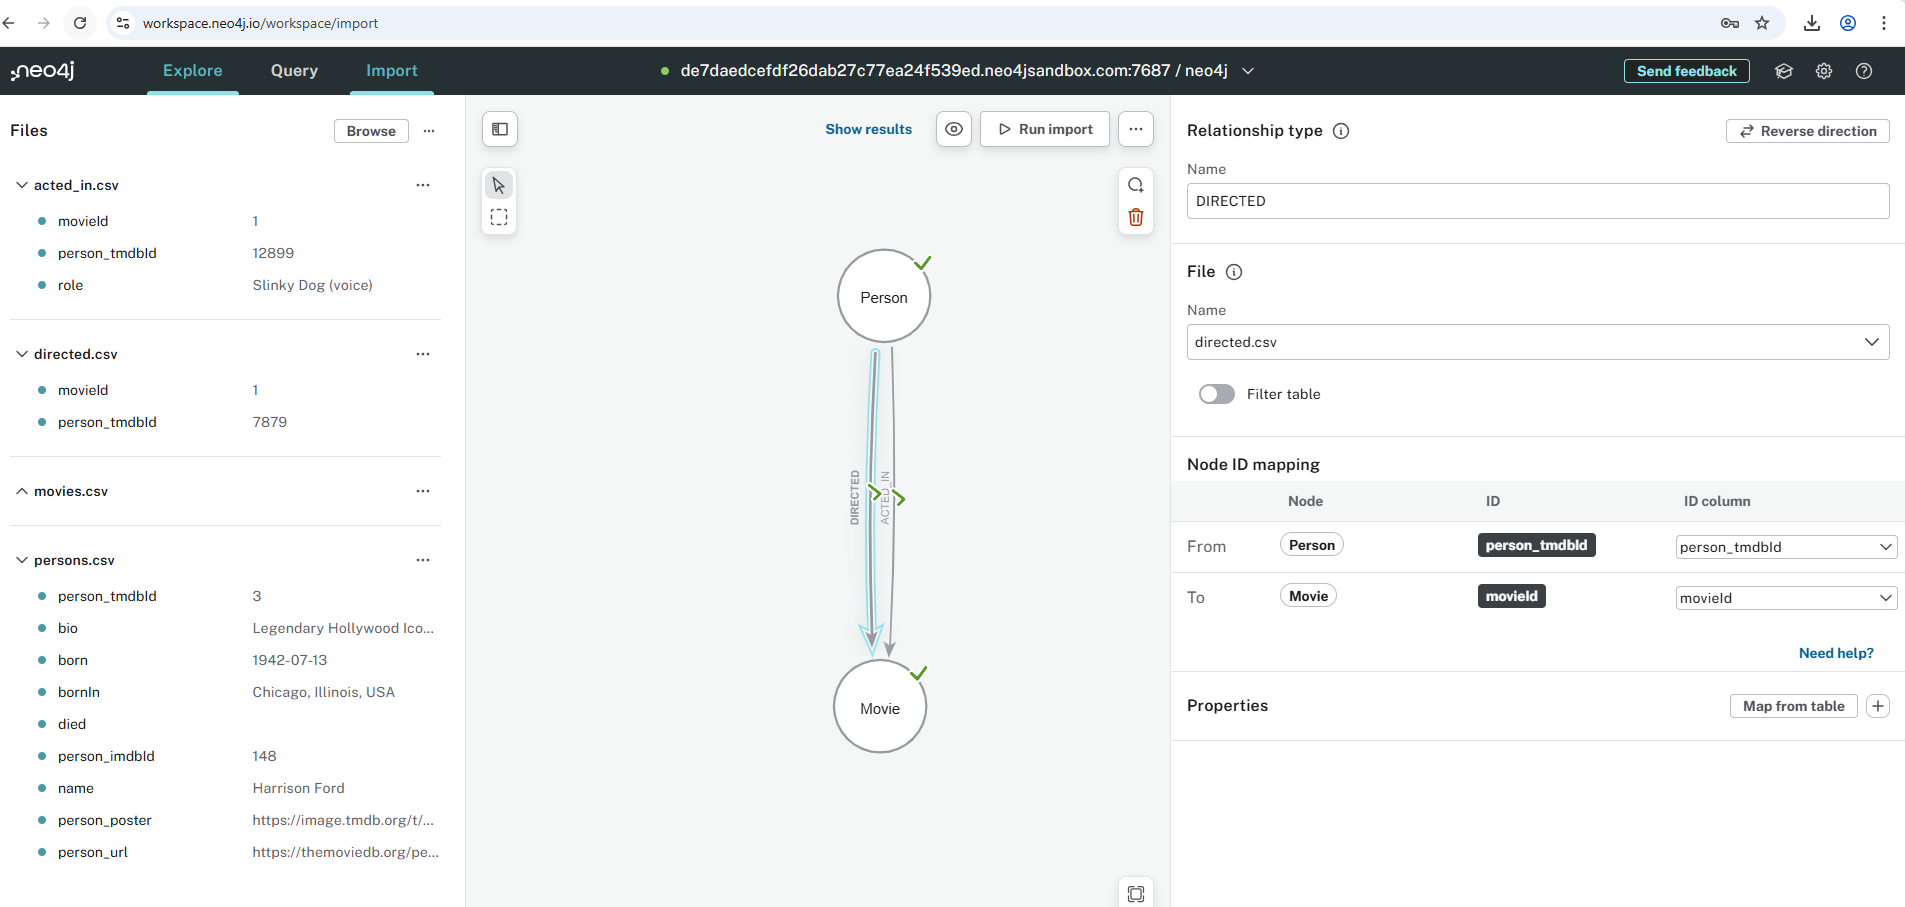 workspace.neo4j.io/workspace/import
neo4j
Explore
Query
Import
de7daedcefdf26dab27c77ea24f539ed.neo4jsandbox.com:7687 / neo4j
Send feedback
Files
Browse
acted_in.csv
movieId 1
person_tmdbId 12899
role Slinky Dog (voice)
directed.csv
movieId 1
person_tmdbId 7879
movies.csv
persons.csv
person_tmdbId 3
bio Legendary Hollywood Ico...
born 1942-07-13
bornIn Chicago, Illinois, USA
died
person_imdbId 148
name Harrison Ford
person_poster https://image.tmdb.org/t/...
person_url https://themoviedb.org/pe...
Show results
Run import
Person
DIRECTED
ACTED_IN
Movie
Relationship type
Reverse direction
Name
DIRECTED
File
Name
directed.csv
Filter table
Node ID mapping
Node ID ID column
From Person person_tmdbId person_tmdbId
To Movie movieId movieId
Need help?
Properties
Map from table